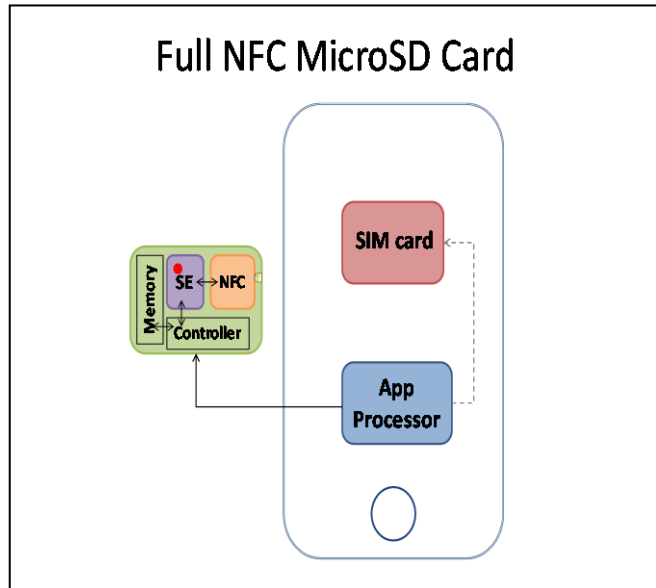 Full NFC MicroSD Card
SIM card
Memory
SE
NFC
Controller
App
Processor